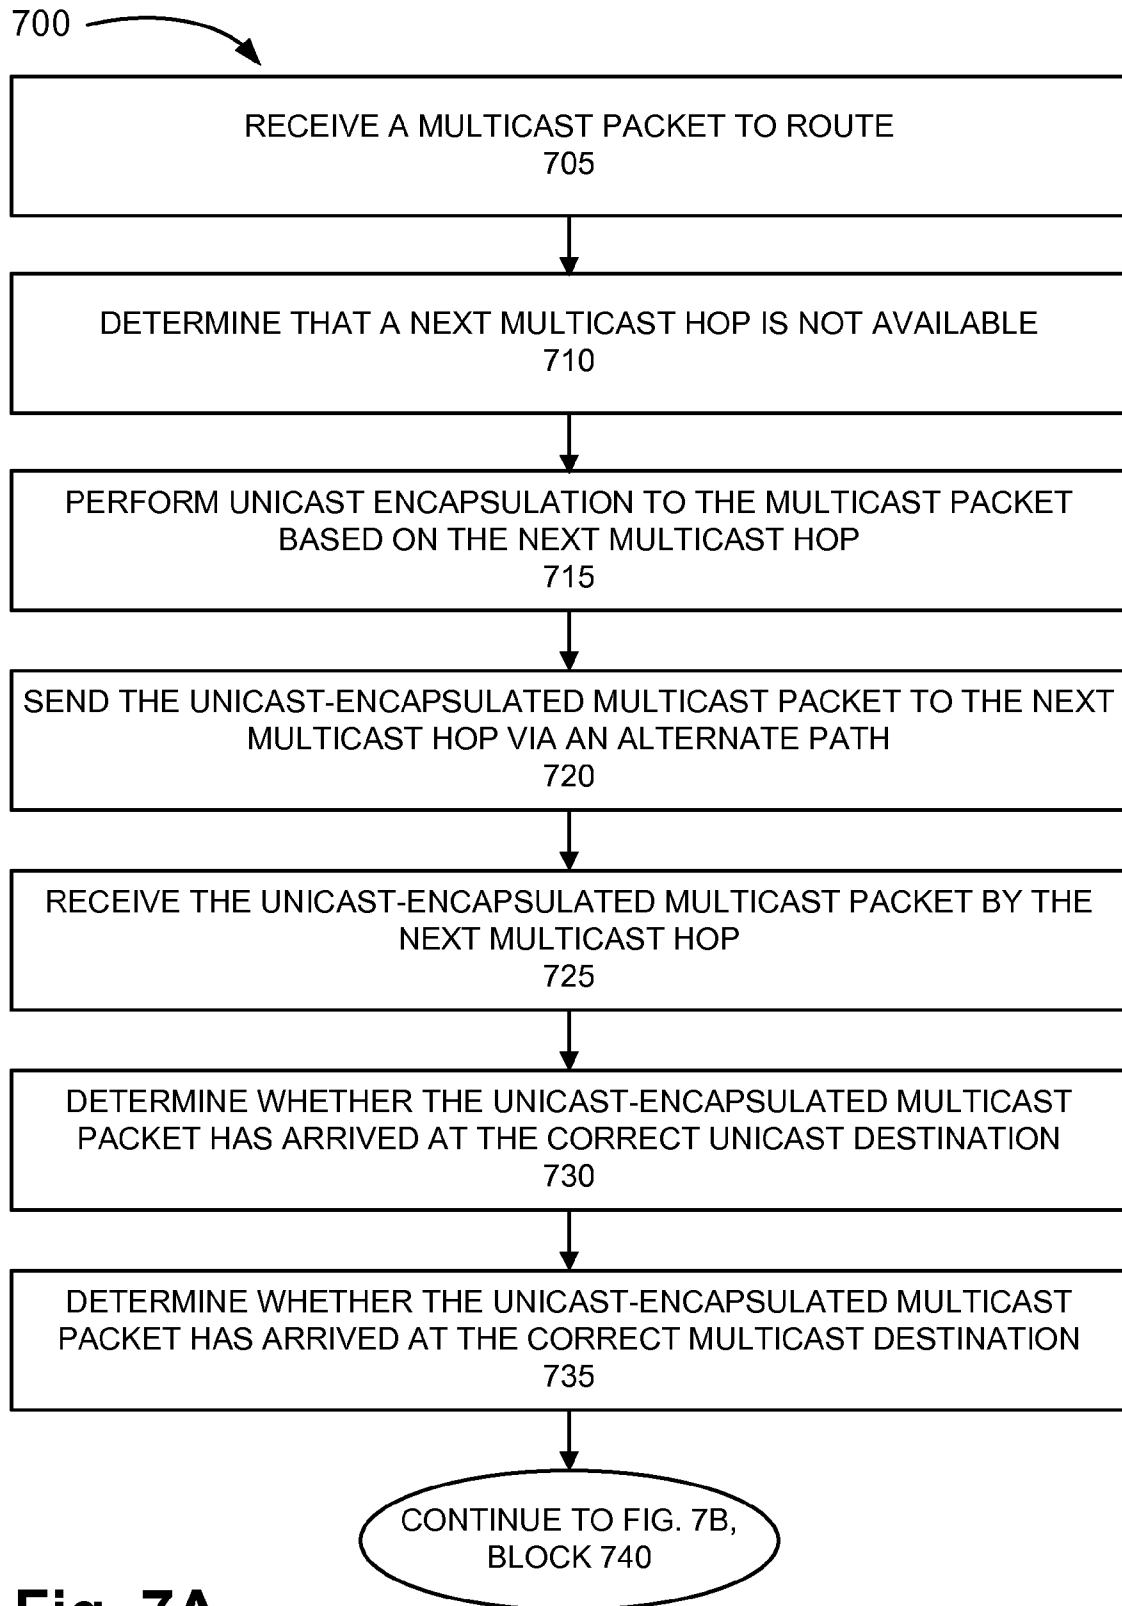 700
RECEIVE A MULTICAST PACKET TO ROUTE
705
DETERMINE THAT A NEXT MULTICAST HOP IS NOT AVAILABLE
710
PERFORM UNICAST ENCAPSULATION TO THE MULTICAST PACKET
BASED ON THE NEXT MULTICAST HOP
715
SEND THE UNICAST-ENCAPSULATED MULTICAST PACKET TO THE NEXT
MULTICAST HOP VIA AN ALTERNATE PATH
720
RECEIVE THE UNICAST-ENCAPSULATED MULTICAST PACKET BY THE
NEXT MULTICAST HOP
725
DETERMINE WHETHER THE UNICAST-ENCAPSULATED MULTICAST
PACKET HAS ARRIVED AT THE CORRECT UNICAST DESTINATION
730
DETERMINE WHETHER THE UNICAST-ENCAPSULATED MULTICAST
PACKET HAS ARRIVED AT THE CORRECT MULTICAST DESTINATION
735
CONTINUE TO FIG. 7B,
BLOCK 740
Fig. 7A